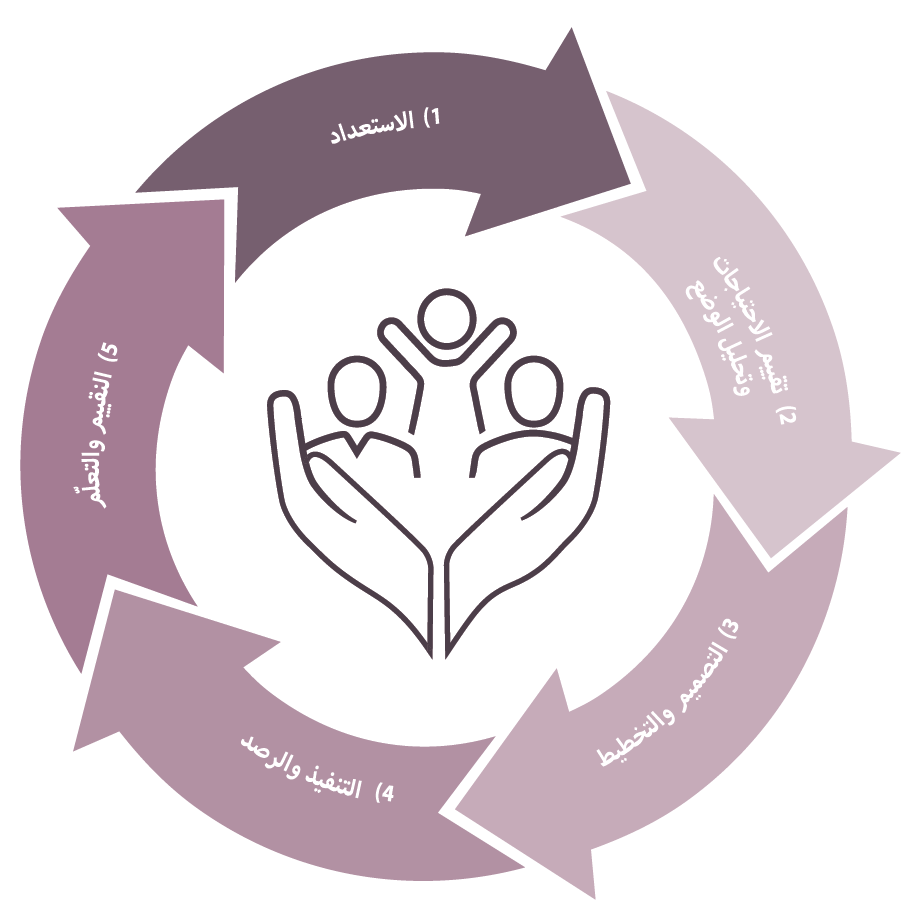 1) الاستعداد
2) تقييم الاحتياجات
وتحليل الوضع
3) التصميم والتخطيط
4) التنفيذ والرصد
5) التقييم والتعلّم